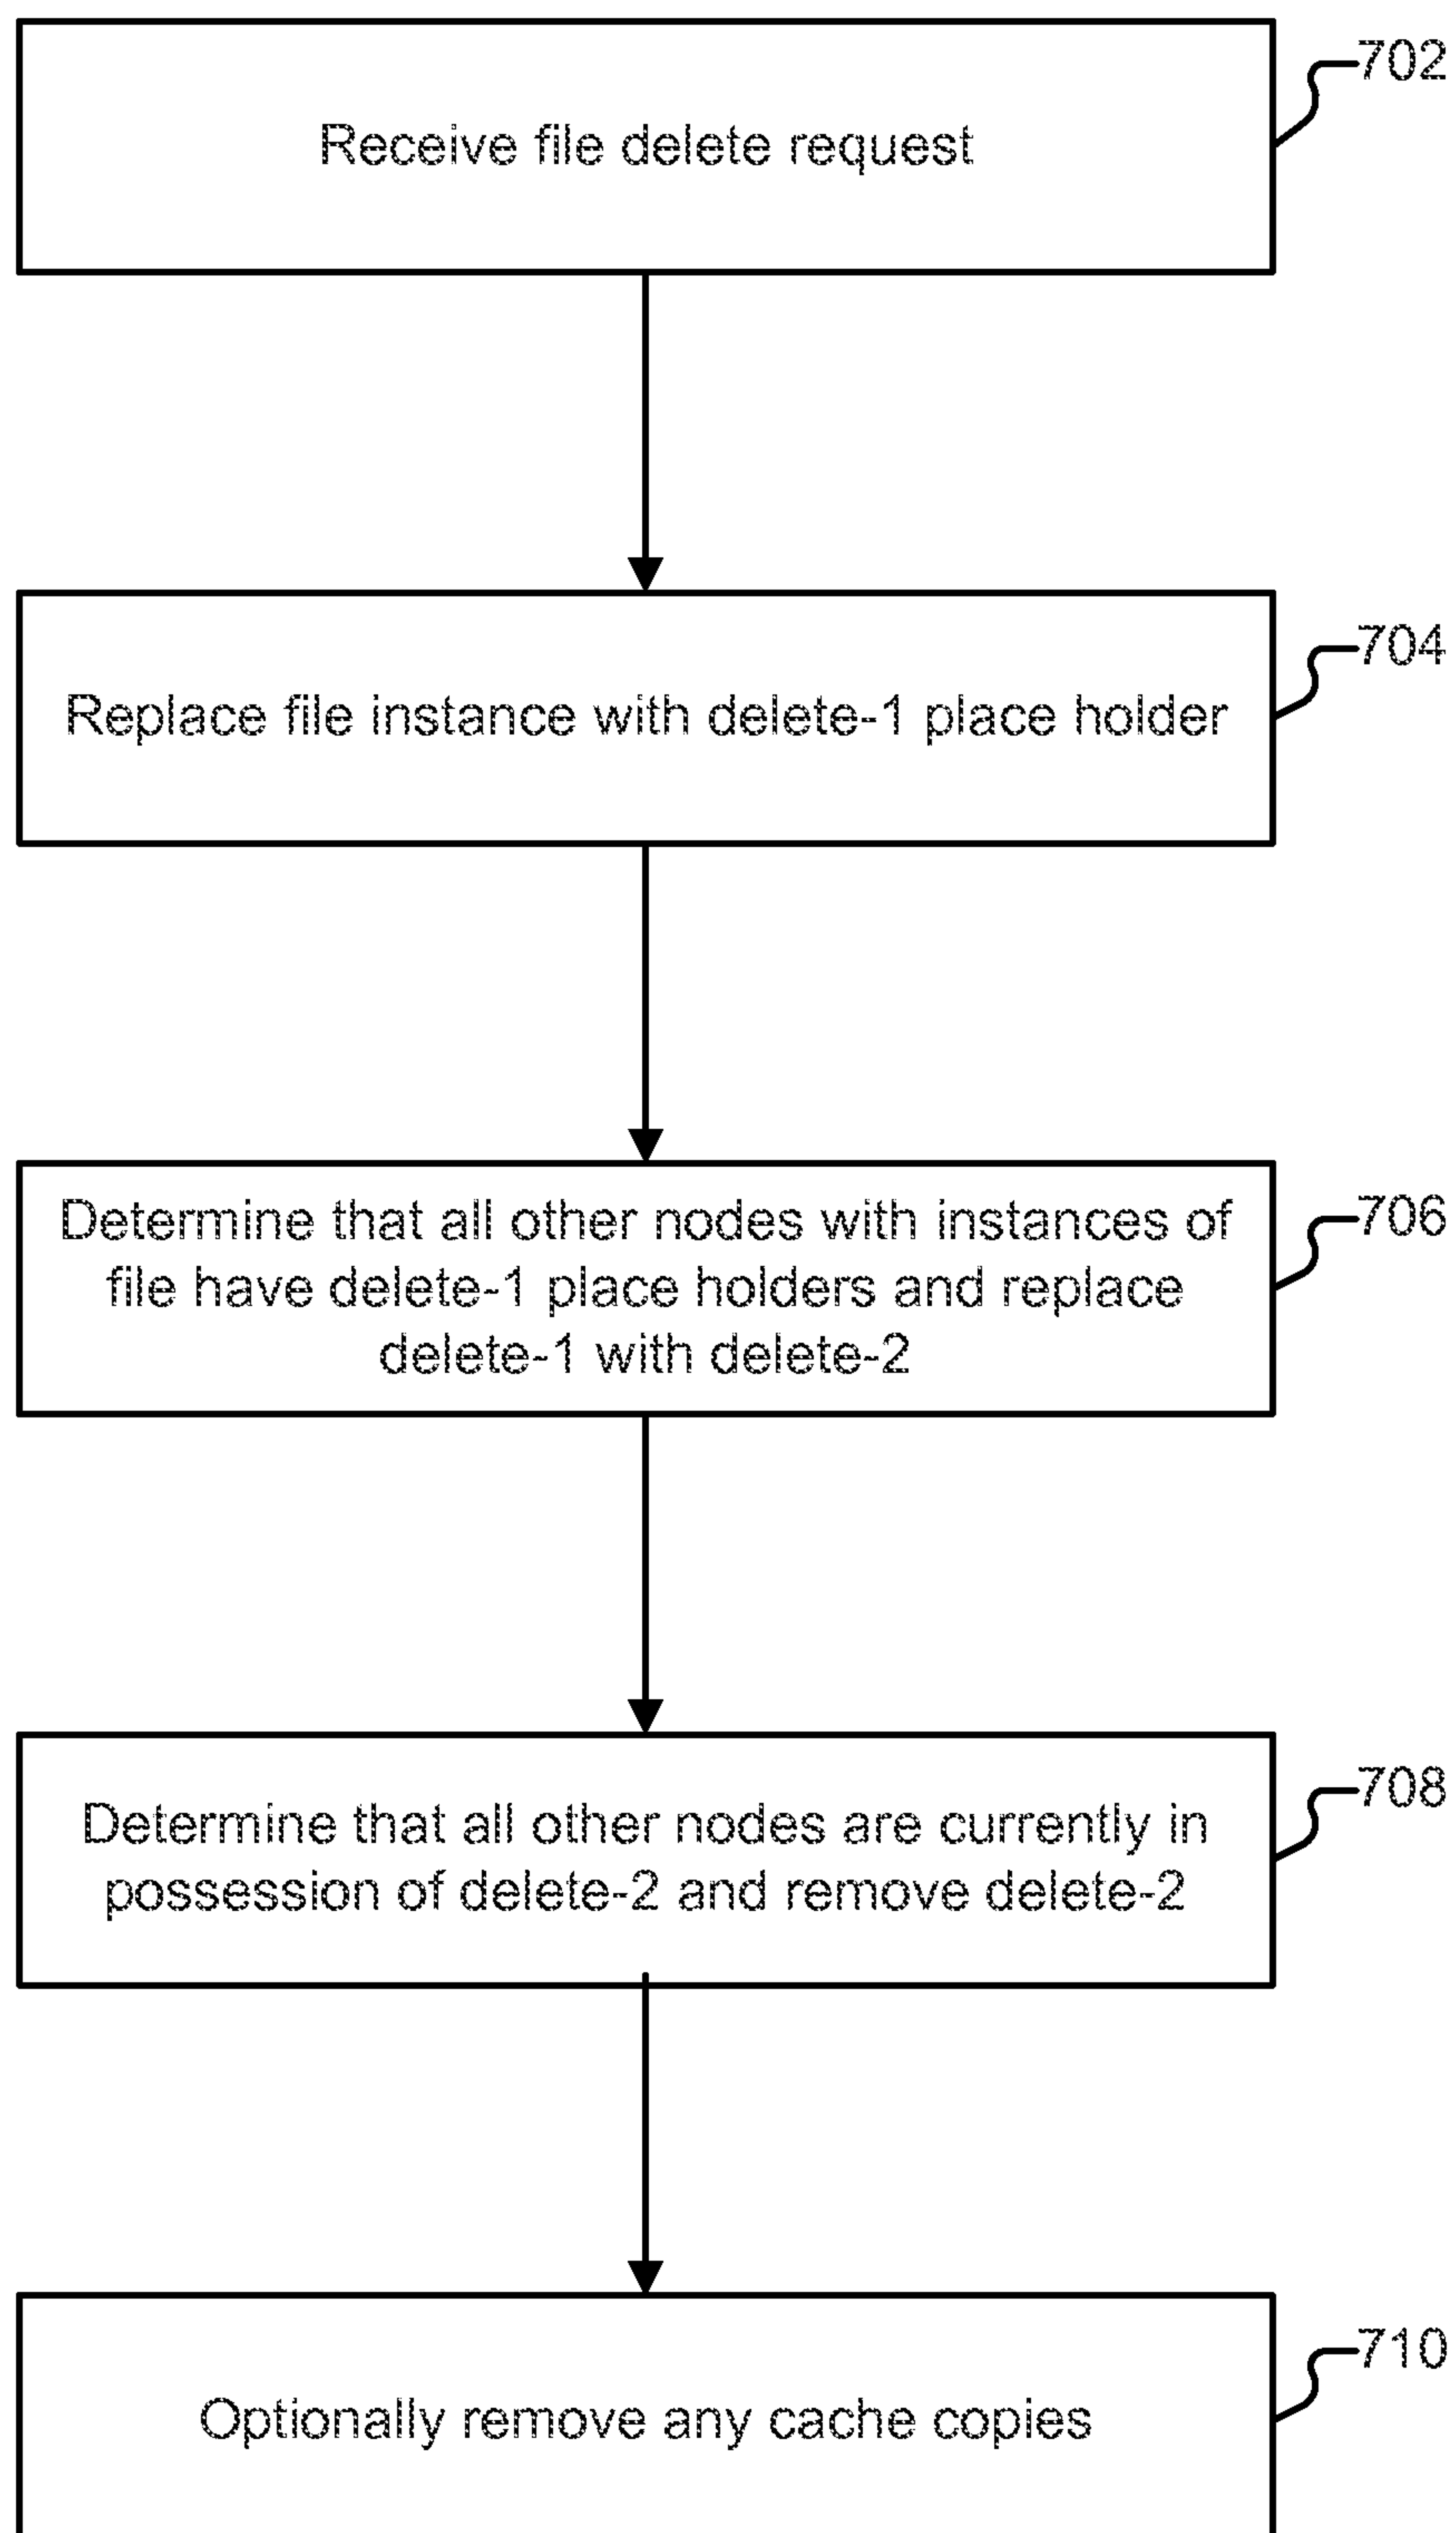 Receive file delete request
702
Replace file instance with delete-1 place holder
704
Determine that all other nodes with instances of
file have delete-1 place holders and replace
delete-1 with delete-2
706
Determine that all other nodes are currently in
possession of delete-2 and remove delete-2
708
Optionally remove any cache copies
710